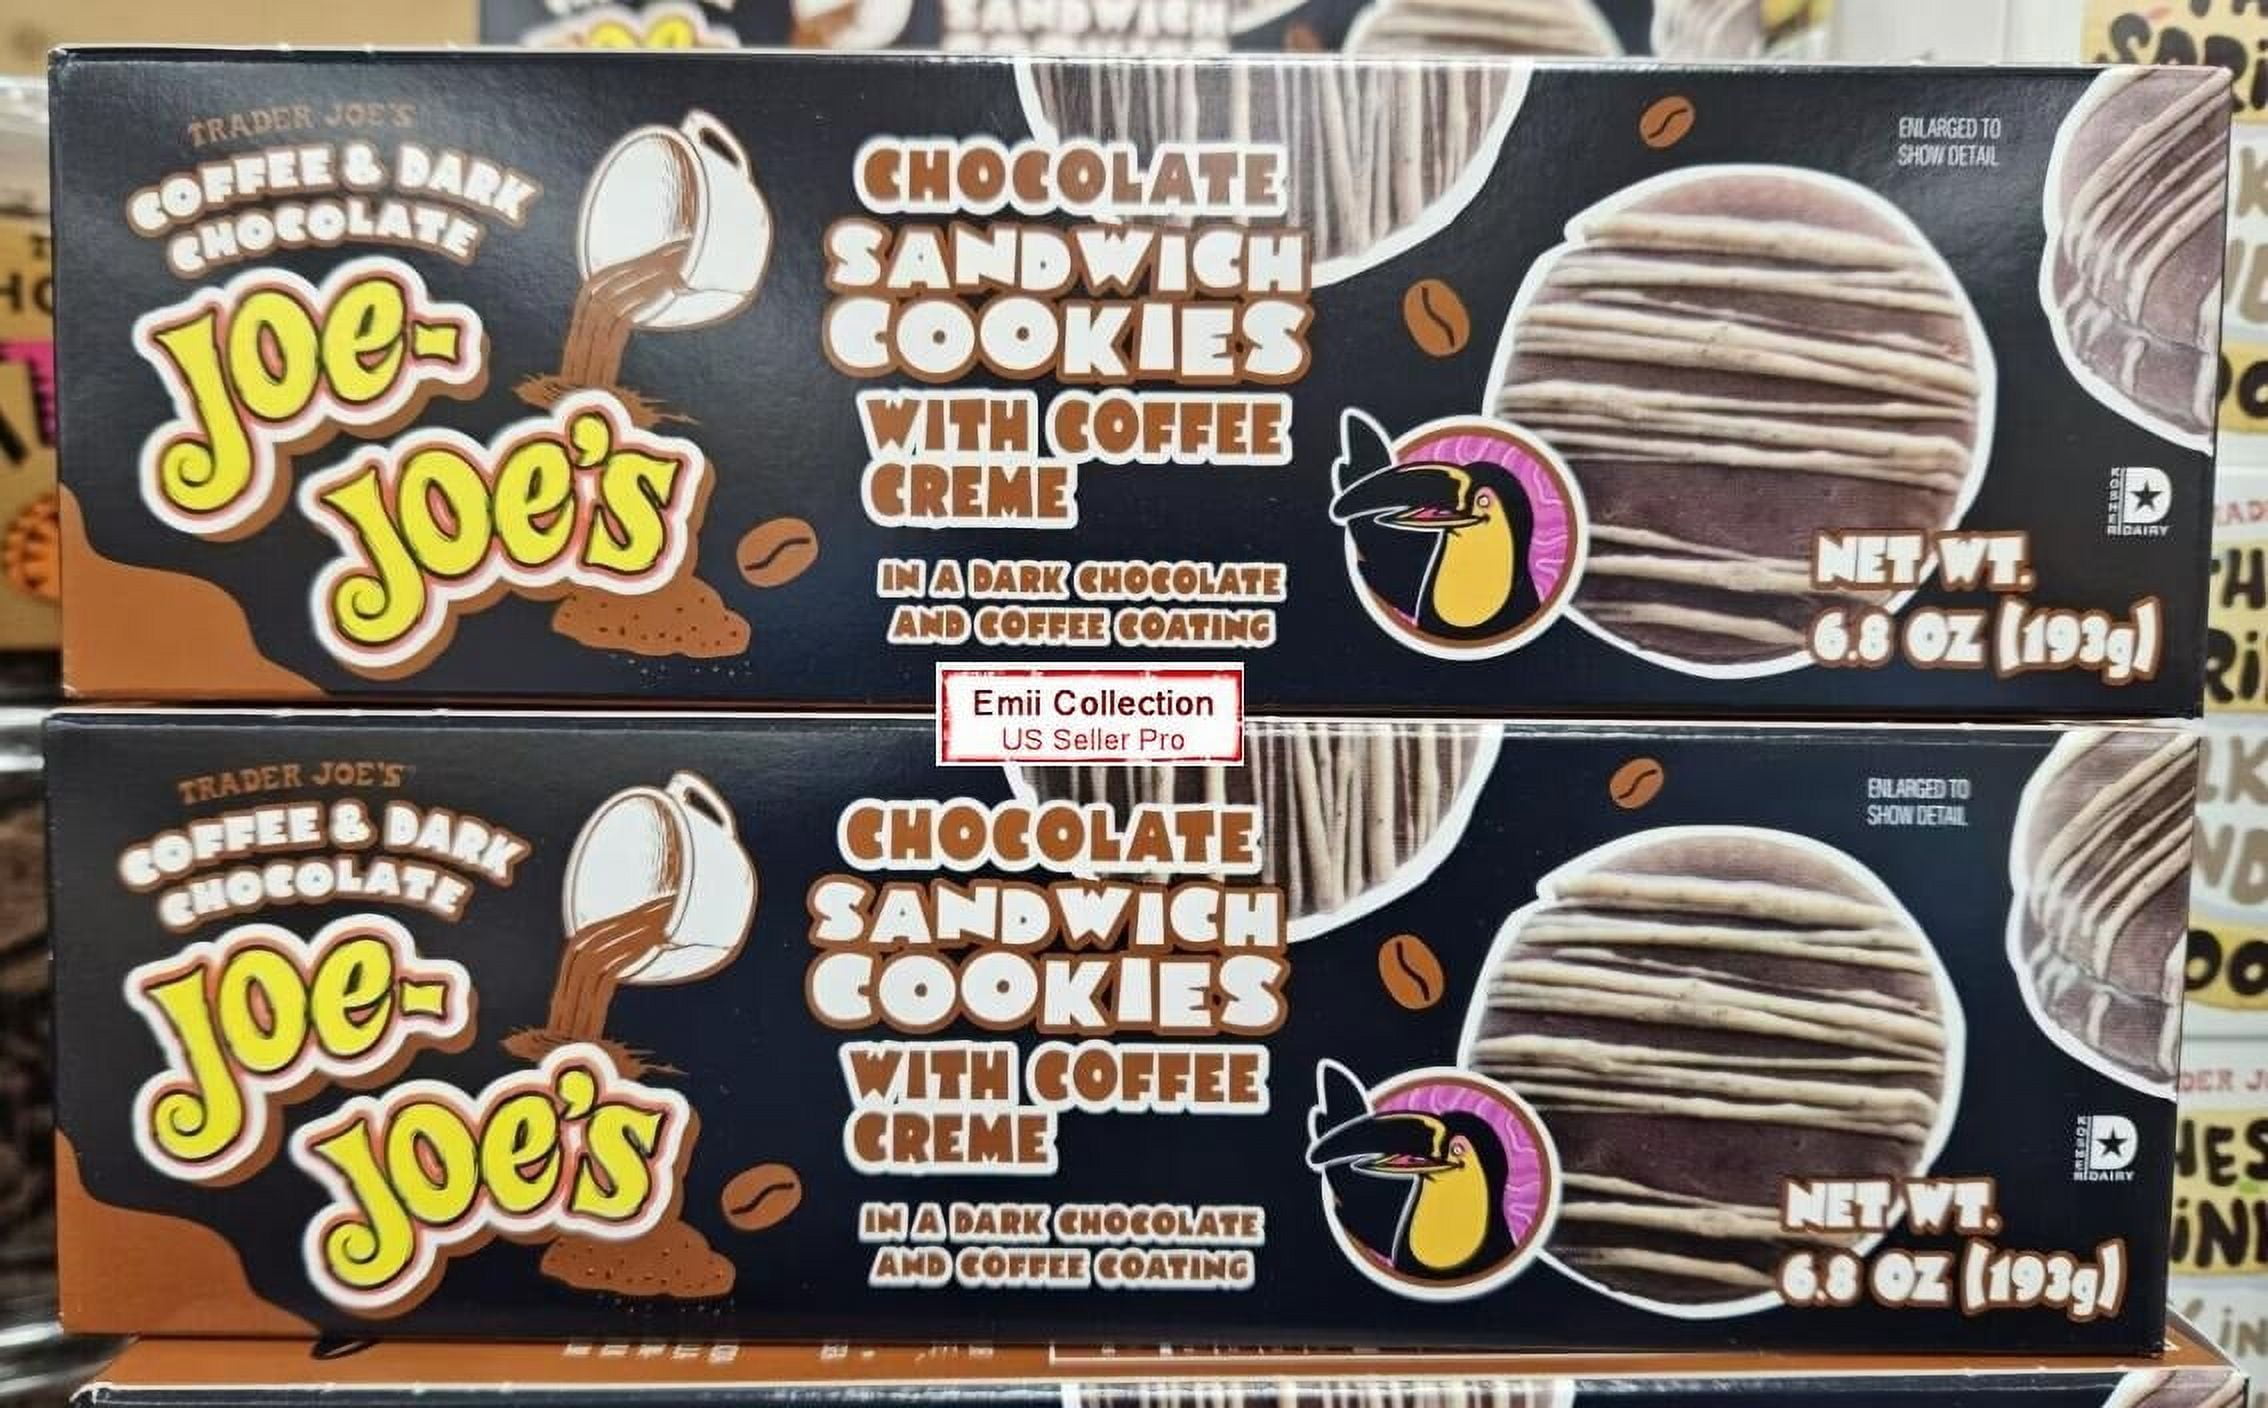 SANDWICH
TRADER JOE'S
COFFEE & DARK
CHOCOLATE
JOE-
JOE'S
CHOCOLATE
SANDWICH
COOKIES
WITH COFFEE
CREME
IN A DARK CHOCOLATE
AND COFFEE COATING
ENLARGED TO
SHOW DETAIL
KOSHER
D
DAIRY
NET WT.
6.8 OZ (193g)
Emii Collection
US Seller Pro
TRADER JOE'S
COFFEE & DARK
CHOCOLATE
JOE-
JOE'S
CHOCOLATE
SANDWICH
COOKIES
WITH COFFEE
CREME
IN A DARK CHOCOLATE
AND COFFEE COATING
ENLARGED TO
SHOW DETAIL
KOSHER
D
DAIRY
NET WT.
6.8 OZ (193g)